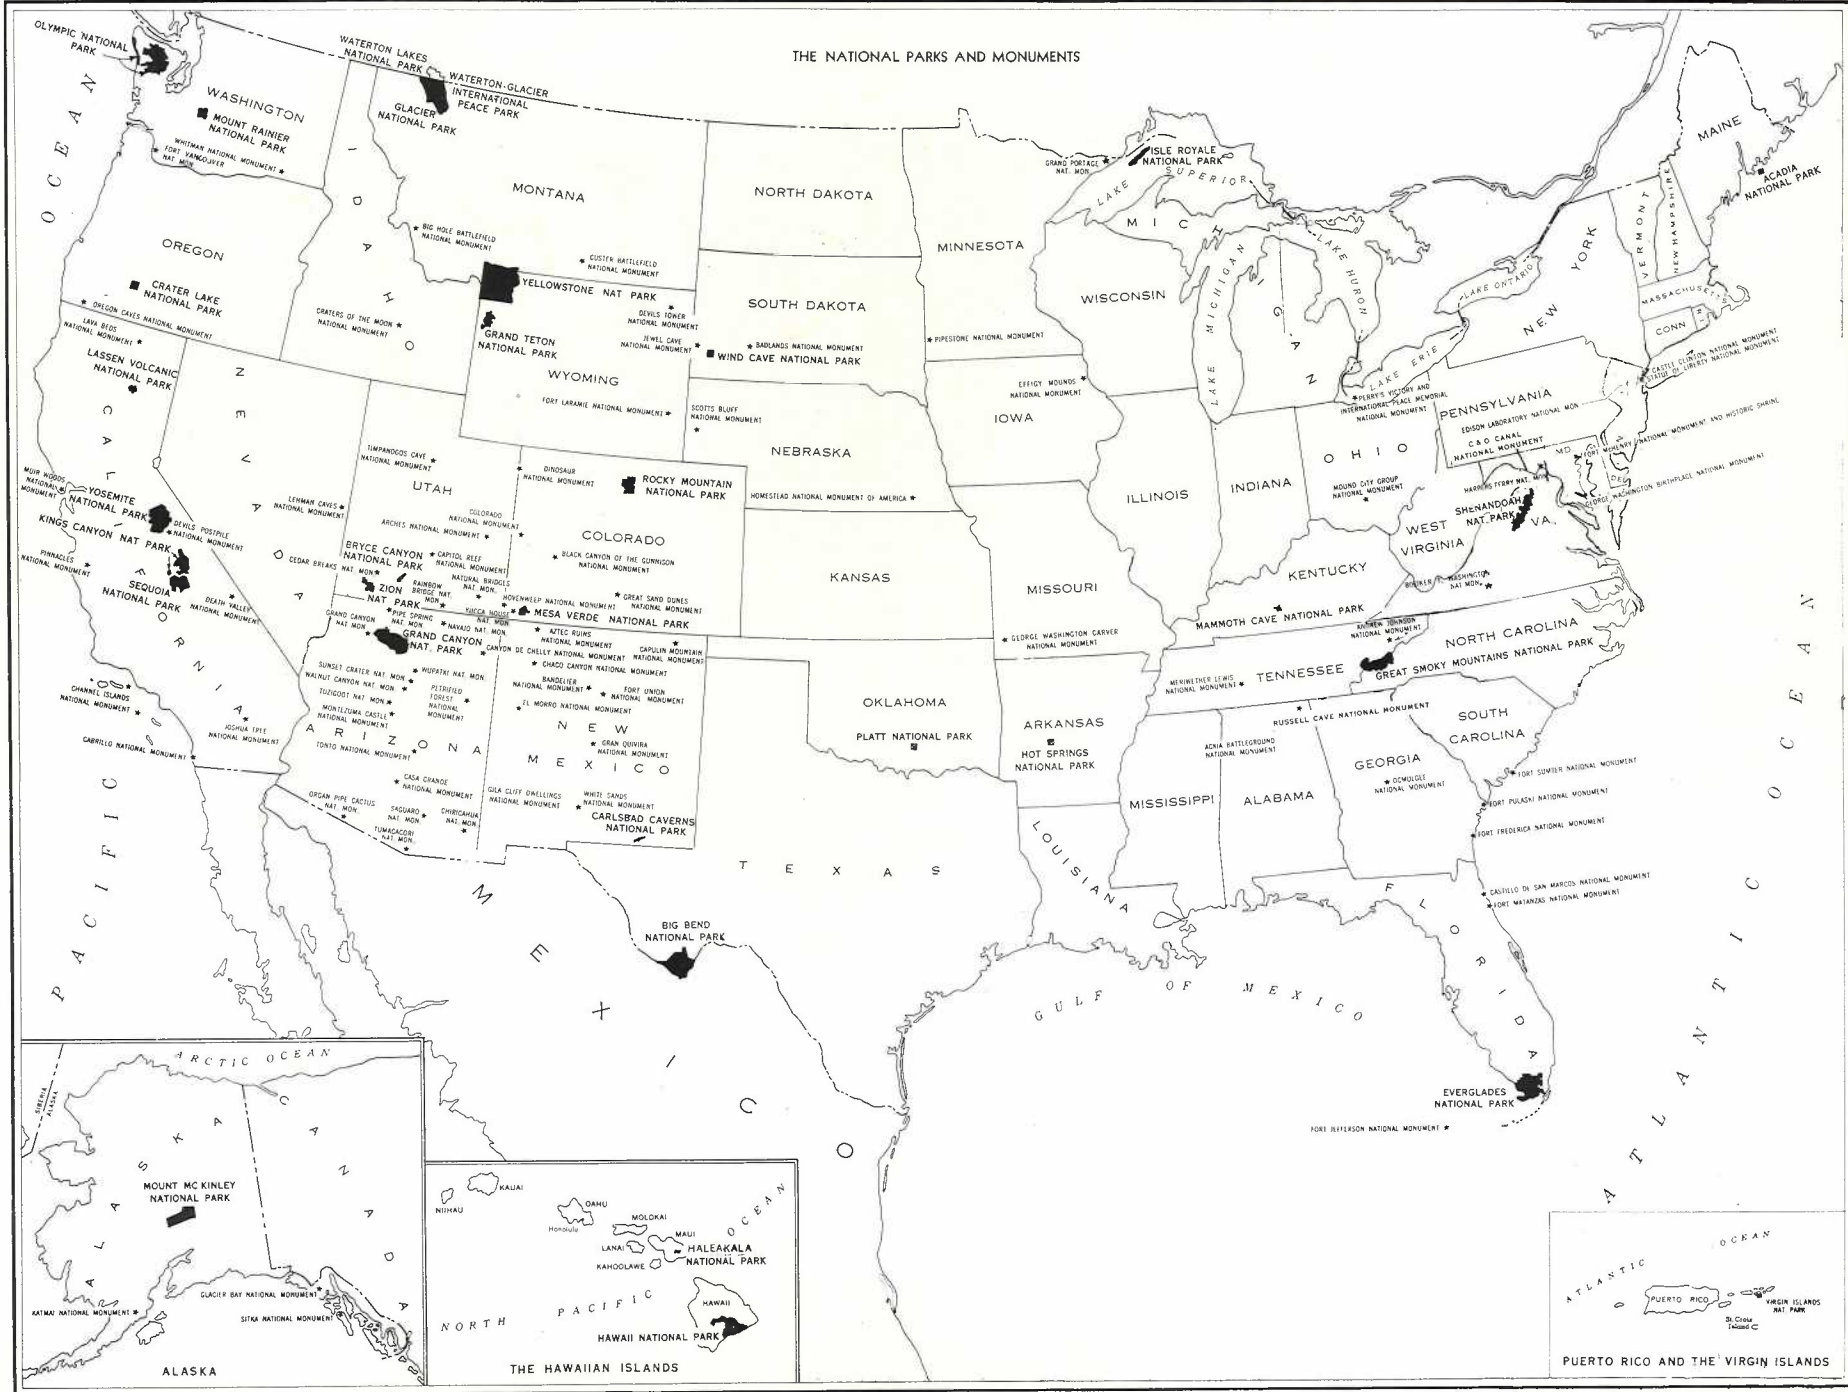 THE NATIONAL PARKS AND MONUMENTS
OLYMPIC NATIONAL
PARK
WASHINGTON
MOUNT RAINIER
NATIONAL PARK
WHITMAN NATIONAL MONUMENT
FORT VANCOUVER
NAT. MON.
PACIFIC OCEAN
OREGON
CRATER LAKE
NATIONAL PARK
OREGON CAVES NATIONAL MONUMENT
LAVA BEDS
NATIONAL MONUMENT
LASSEN VOLCANIC
NATIONAL PARK
CALIFORNIA
MUIR WOODS
NATIONAL
MONUMENT
YOSEMITE
NATIONAL PARK
DEVILS POSTPILE
NATIONAL MONUMENT
KINGS CANYON NAT PARK
PINNACLES
NATIONAL MONUMENT
SEQUOIA
NATIONAL PARK
DEATH VALLEY
NATIONAL MONUMENT
CHANNEL ISLANDS
NATIONAL MONUMENT
JOSHUA TREE
NATIONAL MONUMENT
CABRILLO NATIONAL MONUMENT
NEVADA
LEHMAN CAVES
NATIONAL MONUMENT
IDAHO
CRATERS OF THE MOON
NATIONAL MONUMENT
WATERTON LAKES
NATIONAL PARK
WATERTON-GLACIER
INTERNATIONAL
PEACE PARK
GLACIER
NATIONAL PARK
MONTANA
BIG HOLE BATTLEFIELD
NATIONAL MONUMENT
CUSTER BATTLEFIELD
NATIONAL MONUMENT
YELLOWSTONE NAT PARK
GRAND TETON
NATIONAL PARK
DEVILS TOWER
NATIONAL MONUMENT
JEWEL CAVE
NATIONAL MONUMENT
WYOMING
FORT LARAMIE NATIONAL MONUMENT
NORTH DAKOTA
SOUTH DAKOTA
BADLANDS NATIONAL MONUMENT
WIND CAVE NATIONAL PARK
SCOTTS BLUFF
NATIONAL MONUMENT
NEBRASKA
HOMESTEAD NATIONAL MONUMENT OF AMERICA
UTAH
TIMPANOGOS CAVE
NATIONAL MONUMENT
DINOSAUR
NATIONAL MONUMENT
COLORADO
NATIONAL MONUMENT
ARCHES NATIONAL MONUMENT
BRYCE CANYON
NATIONAL PARK
CAPITOL REEF
NATIONAL MONUMENT
CEDAR BREAKS NAT. MON
ZION
NAT PARK
RAINBOW
BRIDGE NAT.
MON
NATURAL BRIDGES
NAT. MON.
HOVENWEEP NATIONAL MONUMENT
ROCKY MOUNTAIN
NATIONAL PARK
COLORADO
BLACK CANYON OF THE GUNNISON
NATIONAL MONUMENT
GREAT SAND DUNES
NATIONAL MONUMENT
YUCCA HOUSE
NAT. MON
MESA VERDE NATIONAL PARK
GRAND CANYON
NAT MON
PIPE SPRING
NAT. MON.
NAVAJO NAT. MON.
GRAND CANYON
NAT. PARK
AZTEC RUINS
NATIONAL MONUMENT
CAPULIN MOUNTAIN
NATIONAL MONUMENT
CANYON DE CHELLY NATIONAL MONUMENT
CHACO CANYON NATIONAL MONUMENT
SUNSET CRATER NAT. MON
WUPATKI NAT. MON.
WALNUT CANYON NAT. MON
TUZIGOOT NAT. MON
PETRIFIED
FOREST
NATIONAL
MONUMENT
MONTEZUMA CASTLE
NATIONAL MONUMENT
ARIZONA
TONTO NATIONAL MONUMENT
CASA GRANDE
NATIONAL MONUMENT
ORGAN PIPE CACTUS
NAT. MON.
SAGUARO
NAT. MON.
CHIRICAHUA
NAT. MON.
TUMACACORI
NAT. MON.
BANDELIER
NATIONAL MONUMENT
FORT UNION
NATIONAL MONUMENT
EL MORRO NATIONAL MONUMENT
NEW
MEXICO
GRAN QUIVIRA
NATIONAL MONUMENT
GILA CLIFF DWELLINGS
NATIONAL MONUMENT
WHITE SANDS
NATIONAL MONUMENT
CARLSBAD CAVERNS
NATIONAL PARK
KANSAS
OKLAHOMA
PLATT NATIONAL PARK
TEXAS
BIG BEND
NATIONAL PARK
MEXICO
MINNESOTA
GRAND PORTAGE
NAT. MON
PIPESTONE NATIONAL MONUMENT
ISLE ROYALE
NATIONAL PARK
LAKE SUPERIOR
MICHIGAN
LAKE MICHIGAN
LAKE HURON
LAKE ERIE
LAKE ONTARIO
WISCONSIN
EFFIGY MOUNDS
NATIONAL MONUMENT
IOWA
ILLINOIS
INDIANA
OHIO
PERRY'S VICTORY AND
INTERNATIONAL PEACE MEMORIAL
NATIONAL MONUMENT
MOUND CITY GROUP
NATIONAL MONUMENT
MISSOURI
GEORGE WASHINGTON CARVER
NATIONAL MONUMENT
ARKANSAS
HOT SPRINGS
NATIONAL PARK
LOUISIANA
MISSISSIPPI
ALABAMA
KENTUCKY
MAMMOTH CAVE NATIONAL PARK
TENNESSEE
MERIWETHER LEWIS
NATIONAL MONUMENT
ANDREW JOHNSON
NATIONAL MONUMENT
GREAT SMOKY MOUNTAINS NATIONAL PARK
RUSSELL CAVE NATIONAL MONUMENT
BATTLEGROUND
NATIONAL MONUMENT
GEORGIA
OCMULGEE
NATIONAL MONUMENT
SOUTH
CAROLINA
NORTH CAROLINA
FORT SUMTER NATIONAL MONUMENT
FORT PULASKI NATIONAL MONUMENT
FORT FREDERICA NATIONAL MONUMENT
CASTILLO DE SAN MARCOS NATIONAL MONUMENT
FORT MATANZAS NATIONAL MONUMENT
FLORIDA
EVERGLADES
NATIONAL PARK
FORT JEFFERSON NATIONAL MONUMENT
GULF OF MEXICO
MAINE
ACADIA
NATIONAL PARK
VERMONT
NEW HAMPSHIRE
MASSACHUSETTS
CONN
R I
NEW YORK
CASTLE CLINTON NATIONAL MONUMENT
STATUE OF LIBERTY NATIONAL MONUMENT
PENNSYLVANIA
EDISON LABORATORY NATIONAL MON
C & O CANAL
NATIONAL MONUMENT
MD
DEL
FORT MCHENRY NATIONAL MONUMENT AND HISTORIC SHRINE
HARPERS FERRY NAT. MON
GEORGE WASHINGTON BIRTHPLACE NATIONAL MONUMENT
SHENANDOAH
NAT. PARK
WEST
VIRGINIA
VA.
BOOKER T. WASHINGTON
NAT MON.
ATLANTIC OCEAN
ARCTIC OCEAN
SIBERIA
ALASKA
ALASKA
CANADA
MOUNT MC KINLEY
NATIONAL PARK
GLACIER BAY NATIONAL MONUMENT
KATMAI NATIONAL MONUMENT
SITKA NATIONAL MONUMENT
ALASKA
KAUAI
NIIHAU
OAHU
Honolulu
MOLOKAI
LANAI
MAUI
KAHOOLAWE
HALEAKALA
NATIONAL PARK
HAWAII
HAWAII NATIONAL PARK
NORTH PACIFIC OCEAN
THE HAWAIIAN ISLANDS
ATLANTIC OCEAN
PUERTO RICO
VIRGIN ISLANDS
NAT. PARK
St. Croix
Island
PUERTO RICO AND THE VIRGIN ISLANDS